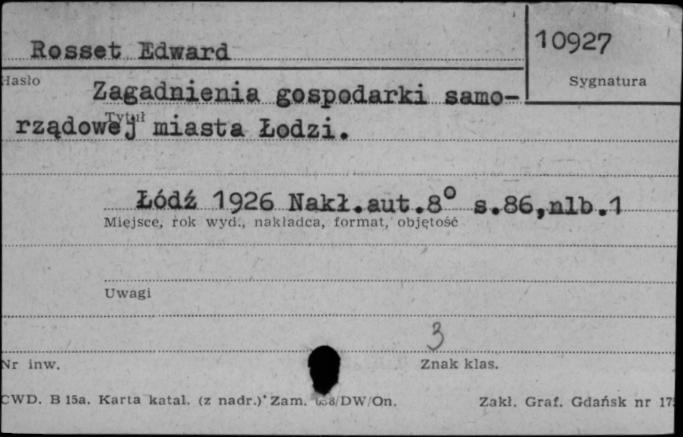 Rosset Edward
10927
Hasło
Sygnatura
Zagadnienia gospodarki samo-
rządowej miasta Łodzi.
Tytuł
Łódź 1926 Nakł.aut.8° s.86,nlb.1
Miejsce, rok wyd., nakładca, format, objętość
Uwagi
3
Nr inw.
Znak klas.
CWD. B 15a. Karta katal. (z nadr.) Zam. /DW/On.
Zakł. Graf. Gdańsk nr